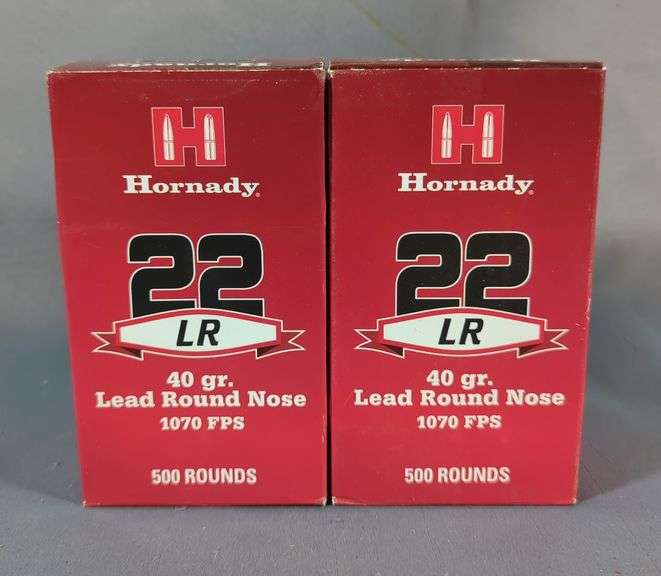 Hornady
22
LR
40 gr.
Lead Round Nose
1070 FPS
500 ROUNDS
Hornady
22
LR
40 gr.
Lead Round Nose
1070 FPS
500 ROUNDS